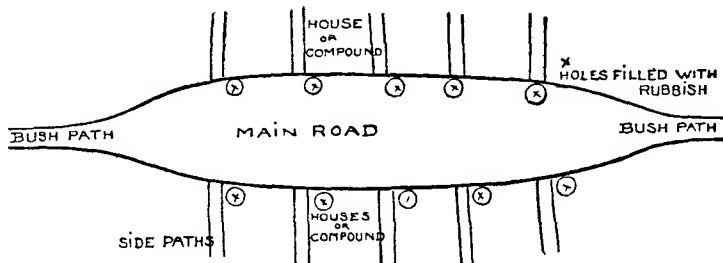 HOUSE
OR
COMPOUND
x
HOLES FILLED WITH
RUBBISH
x x x x x
BUSH PATH
MAIN ROAD
BUSH PATH
x x x x
HOUSES
OR
COMPOUND
SIDE PATHS